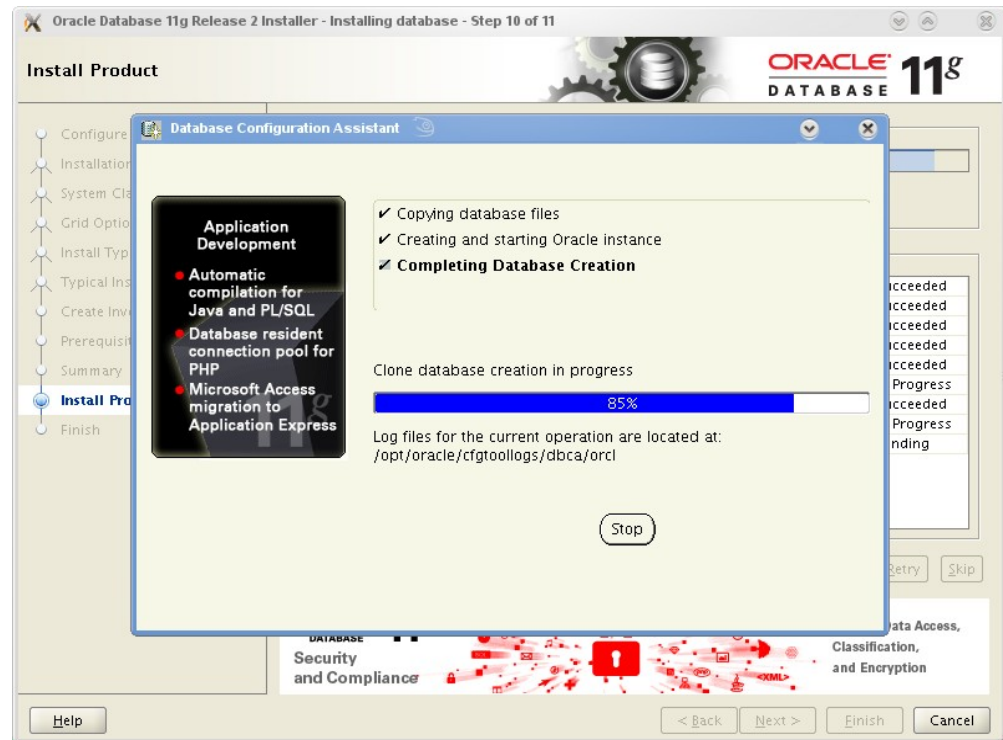 Oracle Database 11g Release 2 Installer - Installing database - Step 10 of 11
Install Product
ORACLE 11g
DATABASE
Configure
Installation
System Cla
Grid Optio
Install Typ
Typical Ins
Create Inve
Prerequisit
Summary
Install Pro
Finish
Database Configuration Assistant
Application
Development
Automatic
compilation for
Java and PL/SQL
Database resident
connection pool for
PHP
Microsoft Access
migration to
Application Express
Copying database files
Creating and starting Oracle instance
Completing Database Creation
Clone database creation in progress
85%
Log files for the current operation are located at:
/opt/oracle/cfgtoollogs/dbca/orcl
Stop
cceeded
cceeded
cceeded
cceeded
cceeded
Progress
cceeded
Progress
nding
Retry
Skip
DATABASE
Security
and Compliance
<XML>
Data Access,
Classification,
and Encryption
Help
< Back
Next >
Finish
Cancel